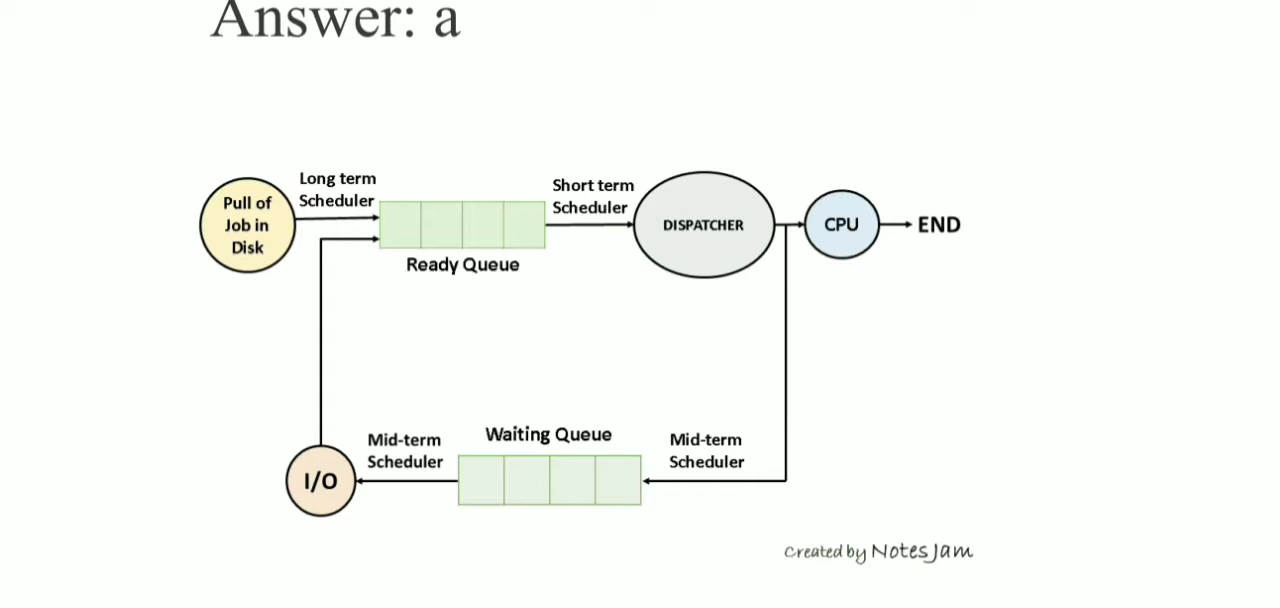 Answer: a
Long term
Scheduler
Pull of
Job in
Disk
Short term
Scheduler
DISPATCHER
CPU
END
Ready Queue
Mid-term
Scheduler
Waiting Queue
Mid-term
Scheduler
I/O
Created by NotesJam